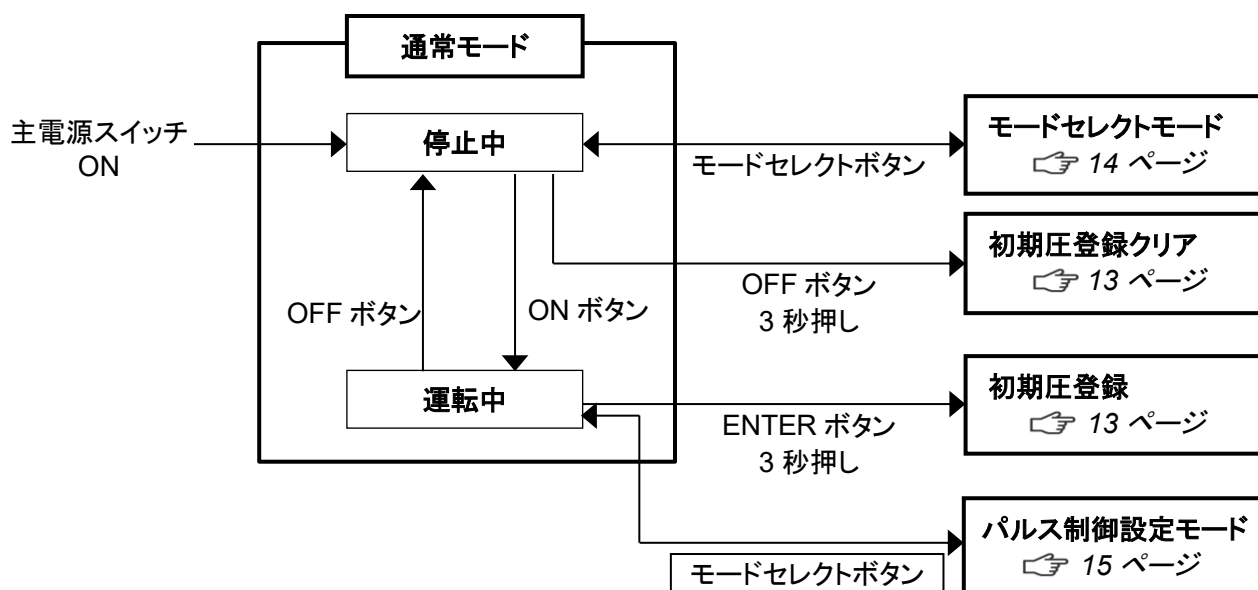 通常モード
主電源スイッチ
ON
停止中
モードセレクトボタン
モードセレクトモード
☞ 14 ページ
初期圧登録クリア
☞ 13 ページ
OFF ボタン
3 秒押し
OFF ボタン
ON ボタン
運転中
ENTER ボタン
3 秒押し
初期圧登録
☞ 13 ページ
パルス制御設定モード
☞ 15 ページ
モードセレクトボタン